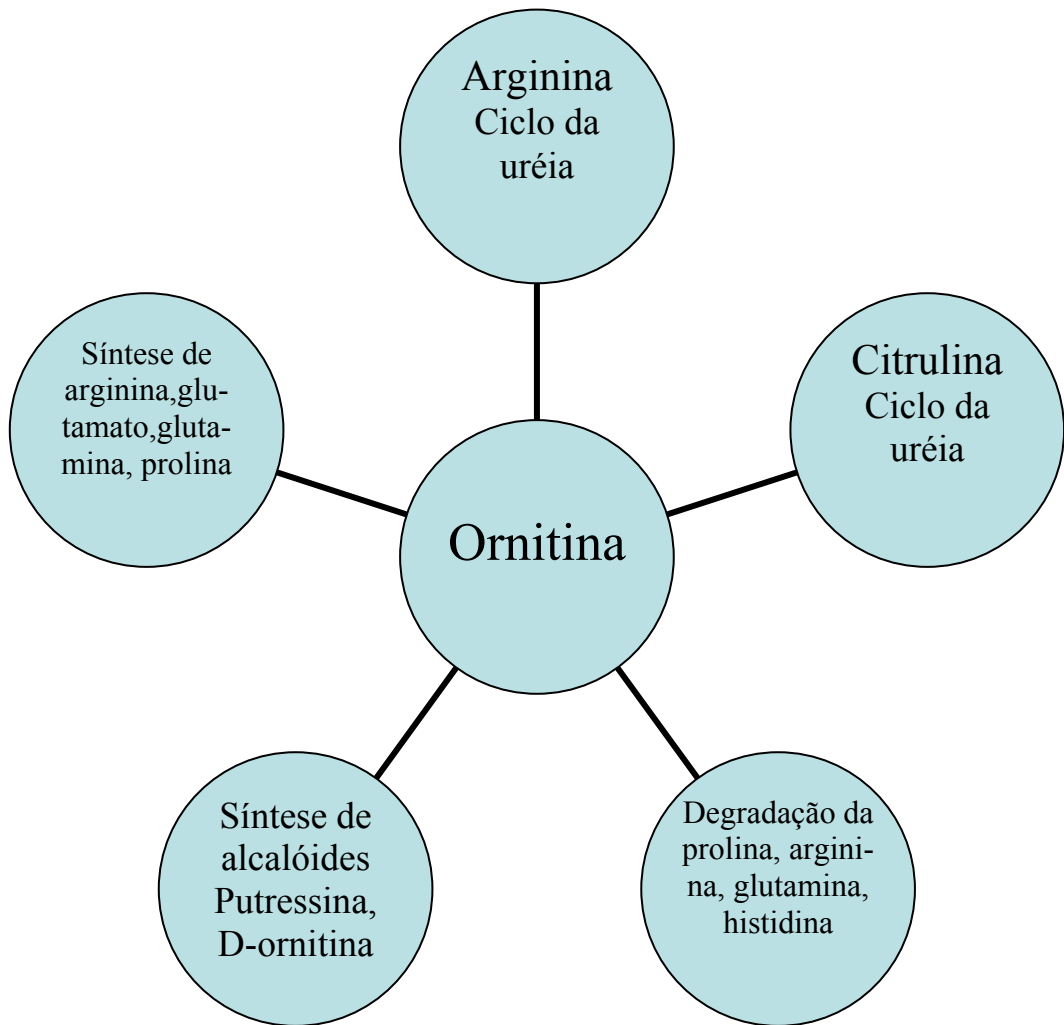 Arginina
Ciclo da
uréia
Síntese de
arginina,glu-
tamato,gluta-
mina, prolina
Citrulina
Ciclo da
uréia
Ornitina
Síntese de
alcalóides
Putressina,
D-ornitina
Degradação da
prolina, argini-
na, glutamina,
histidina